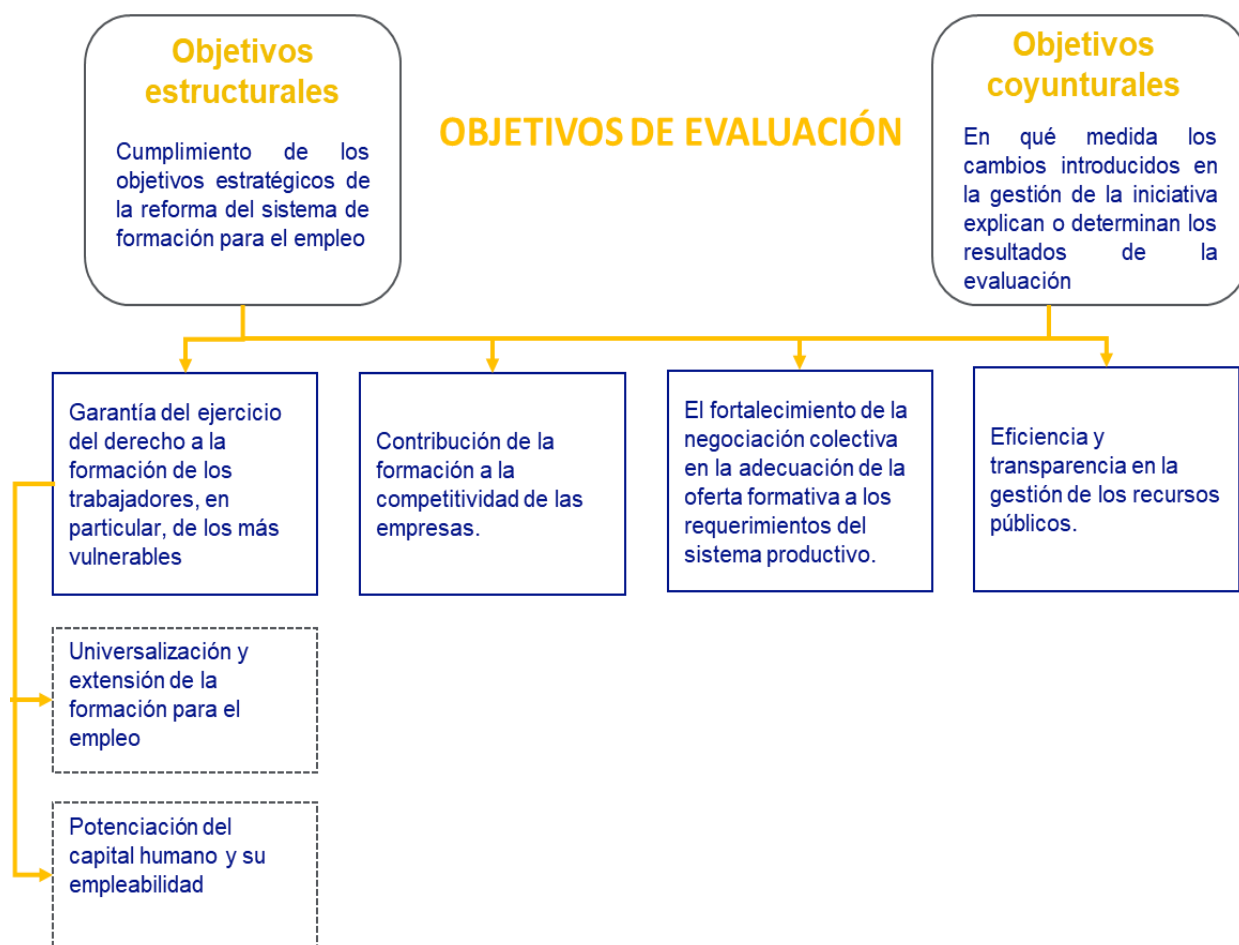 Objetivos
estructurales
Cumplimiento de los
objetivos estratégicos de
la reforma del sistema de
formación para el empleo
OBJETIVOS DE EVALUACIÓN
Objetivos
coyunturales
En qué medida los
cambios introducidos en
la gestión de la iniciativa
explican o determinan los
resultados de la
evaluación
Garantía del ejercicio
del derecho a la
formación de los
trabajadores, en
particular, de los más
vulnerables
Contribución de la
formación a la
competitividad de las
empresas.
El fortalecimiento de la
negociación colectiva
en la adecuación de la
oferta formativa a los
requerimientos del
sistema productivo.
Eficiencia y
transparencia en la
gestión de los recursos
públicos.
Universalización y
extensión de la
formación para el
empleo
Potenciación del
capital humano y su
empleabilidad